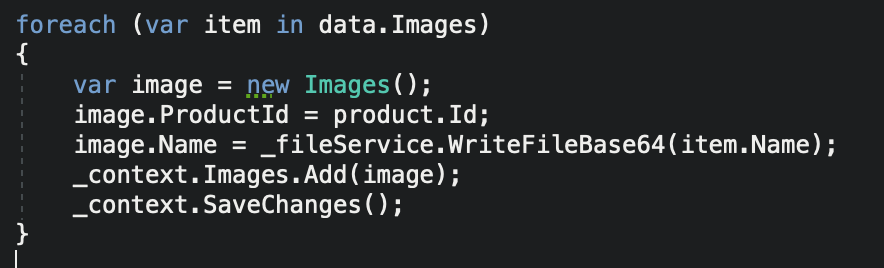 foreach (var item in data.Images)
{
    var image = new Images();
    image.ProductId = product.Id;
    image.Name = _fileService.WriteFileBase64(item.Name);
    _context.Images.Add(image);
    _context.SaveChanges();
}